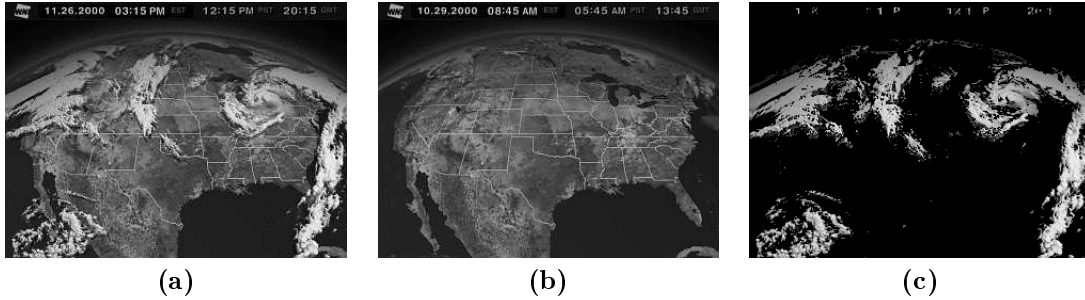 11.26.2000 03:15 PM EST 12:15 PM PST 20:15 GMT
10.29.2000 08:45 AM EST 05:45 AM PST 13:45 GMT
(a)
(b)
(c)